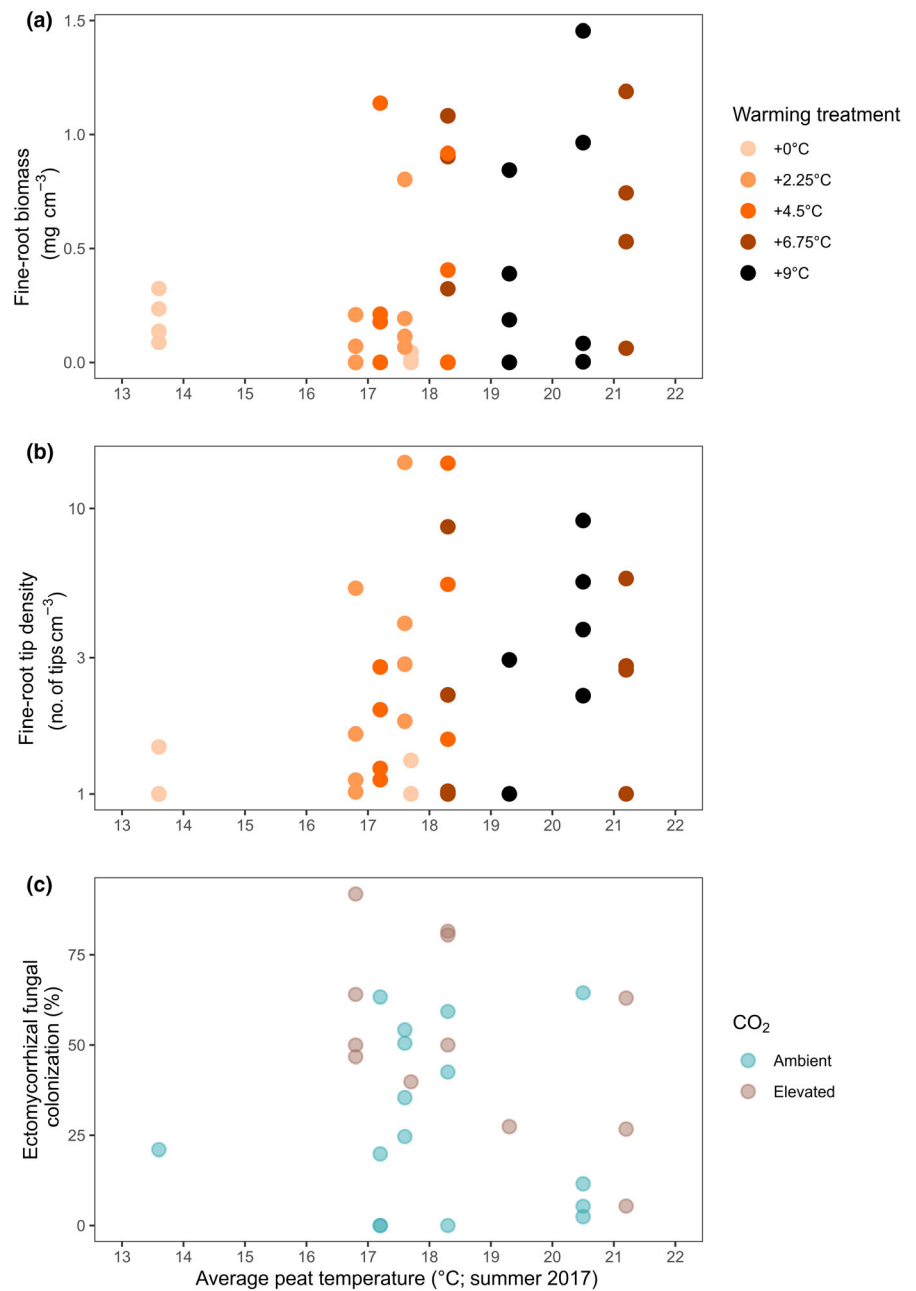 (a)
1.5
1.0
0.5
0.0
Fine-root biomass
(mg cm⁻³)
13 14 15 16 17 18 19 20 21 22
Warming treatment
+0°C
+2.25°C
+4.5°C
+6.75°C
+9°C
(b)
10
3
1
Fine-root tip density
(no. of tips cm⁻³)
13 14 15 16 17 18 19 20 21 22
(c)
75
50
25
0
Ectomycorrhizal fungal
colonization (%)
13 14 15 16 17 18 19 20 21 22
Average peat temperature (°C; summer 2017)
CO₂
Ambient
Elevated